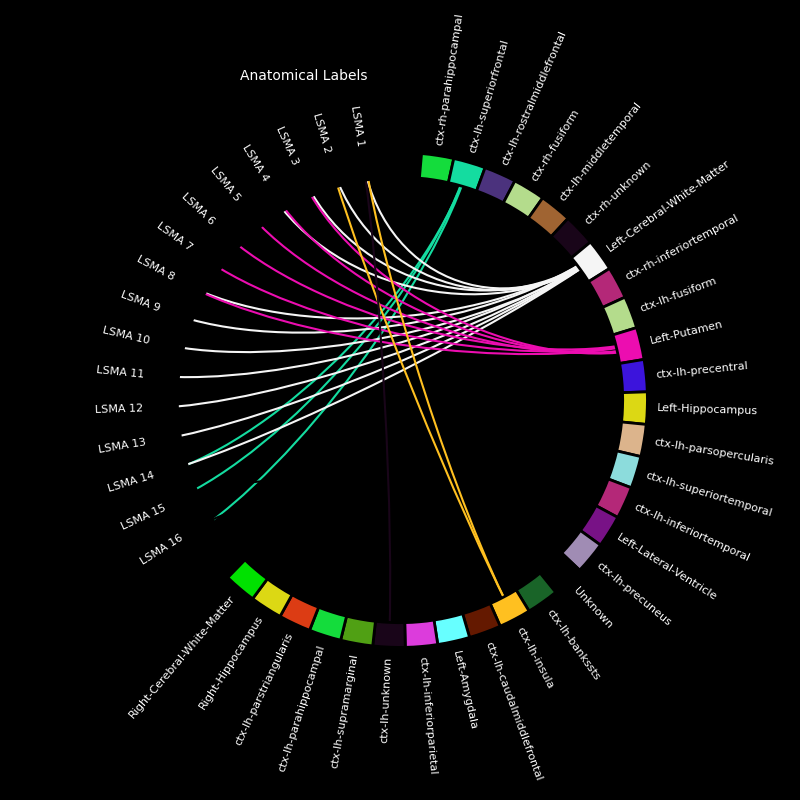 Anatomical Labels
LSMA 1
LSMA 2
LSMA 3
LSMA 4
LSMA 5
LSMA 6
LSMA 7
LSMA 8
LSMA 9
LSMA 10
LSMA 11
LSMA 12
LSMA 13
LSMA 14
LSMA 15
LSMA 16
ctx-rh-parahippocampal
ctx-lh-superiorfrontal
ctx-lh-rostralmiddlefrontal
ctx-rh-fusiform
ctx-lh-middletemporal
ctx-rh-unknown
Left-Cerebral-White-Matter
ctx-rh-inferiortemporal
ctx-lh-fusiform
Left-Putamen
ctx-lh-precentral
Left-Hippocampus
ctx-lh-parsopercularis
ctx-lh-superiortemporal
ctx-lh-inferiortemporal
Left-Lateral-Ventricle
ctx-lh-precuneus
Unknown
ctx-lh-bankssts
ctx-lh-insula
ctx-lh-caudalmiddlefrontal
Left-Amygdala
ctx-lh-inferiorparietal
ctx-lh-unknown
ctx-lh-supramarginal
ctx-lh-parahippocampal
ctx-lh-parstriangularis
Right-Hippocampus
Right-Cerebral-White-Matter